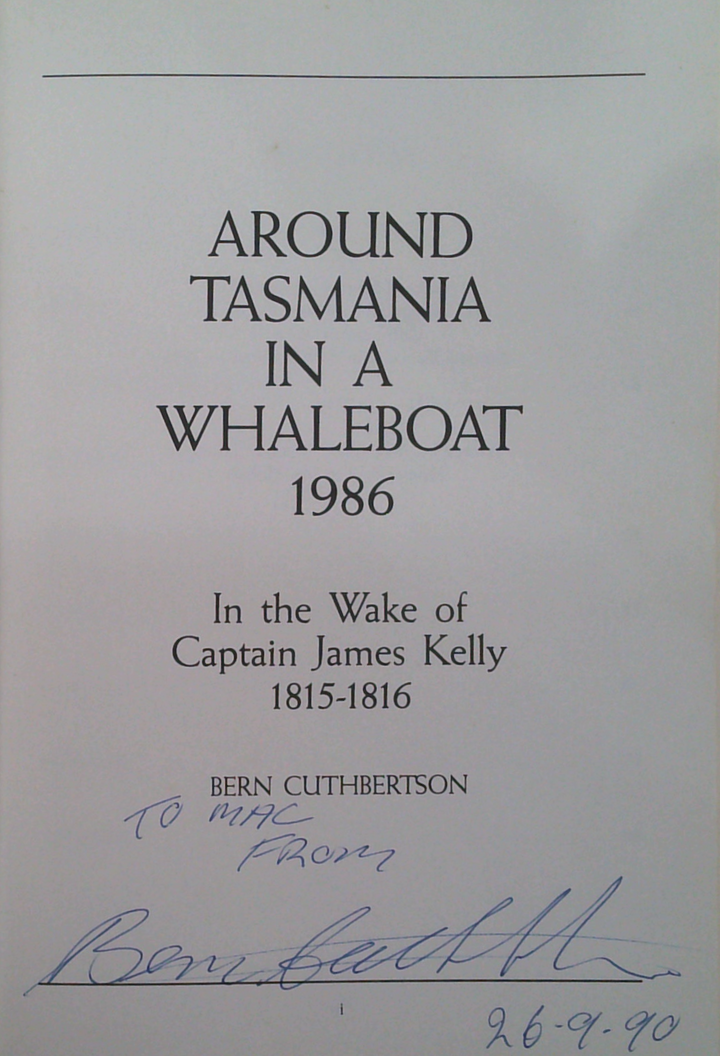 AROUND
TASMANIA
IN A
WHALEBOAT
1986
In the Wake of
Captain James Kelly
1815-1816
BERN CUTHBERTSON
TO MAC
FROM
Bern Cuthbertson
i
26-9-90